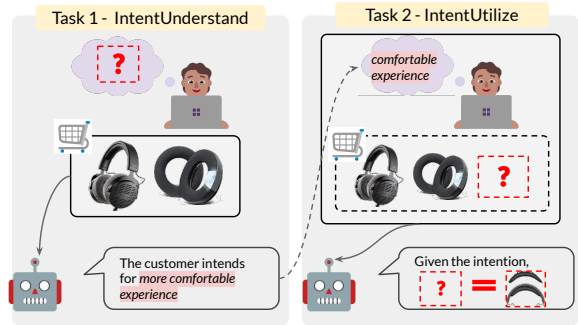 Task 1 - IntentUnderstand
?
The customer intends
for more comfortable
experience
Task 2 - IntentUtilize
comfortable
experience
?
Given the intention,
? =